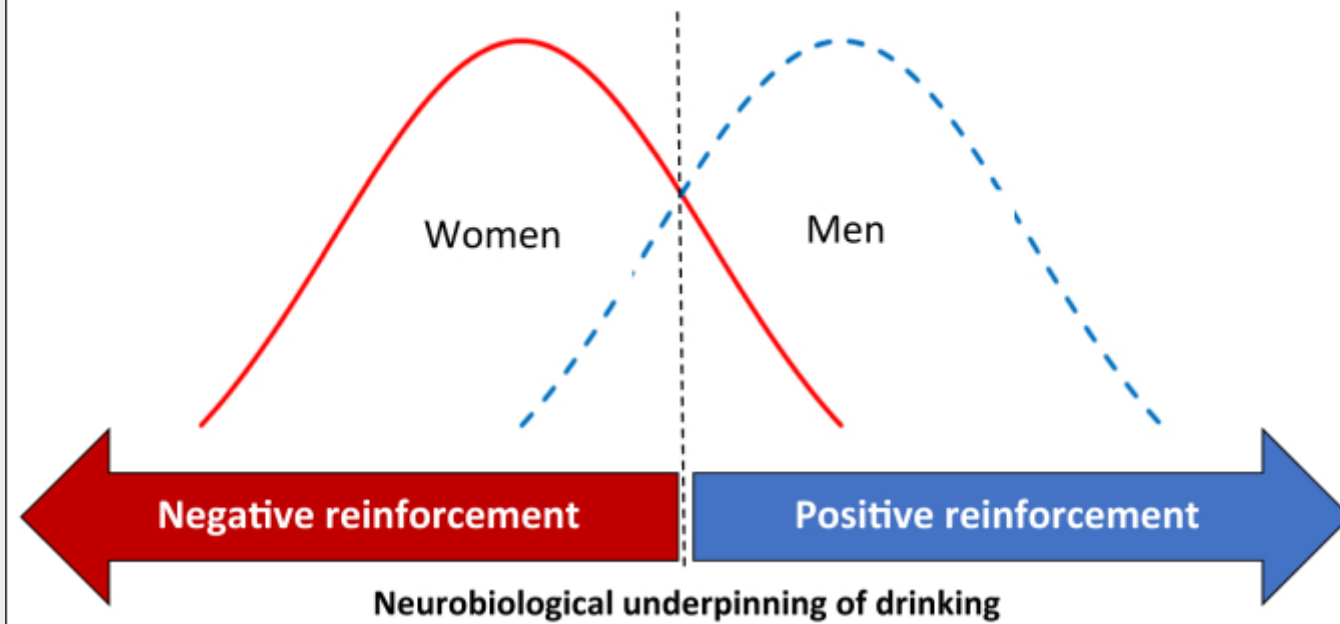 Women
Men
Negative reinforcement
Positive reinforcement
Neurobiological underpinning of drinking